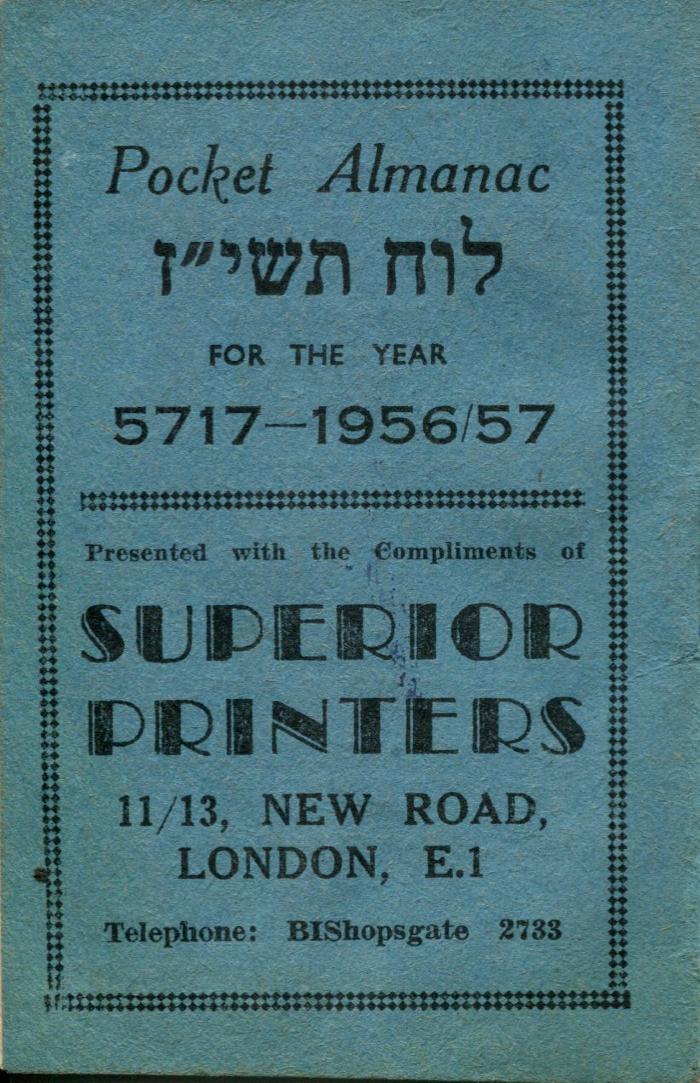 Pocket Almanac
לוח תשי״ז
FOR THE YEAR
5717—1956/57
Presented with the Compliments of
SUPERIOR
PRINTERS
11/13, NEW ROAD,
LONDON, E.1
Telephone: BIShopsgate 2733